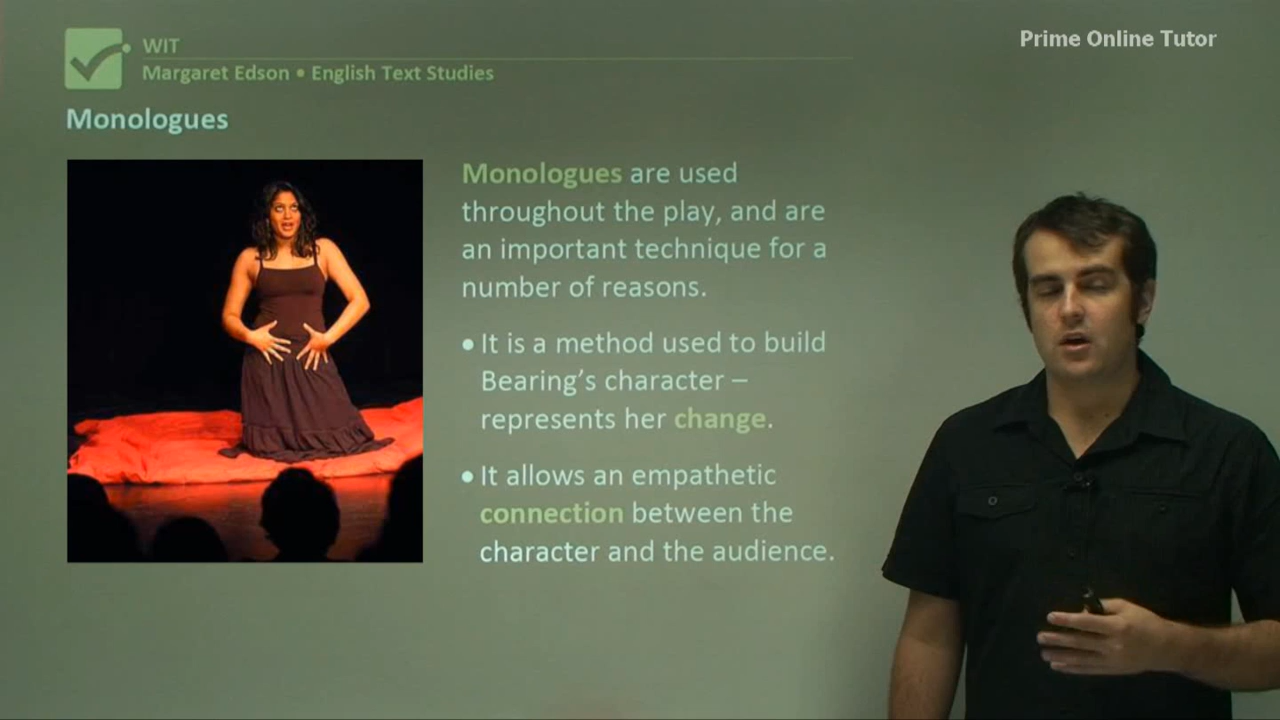 WIT
Margaret Edson • English Text Studies
Prime Online Tutor
Monologues
Monologues are used
throughout the play, and are
an important technique for a
number of reasons.
• It is a method used to build
Bearing's character –
represents her change.
• It allows an empathetic
connection between the
character and the audience.